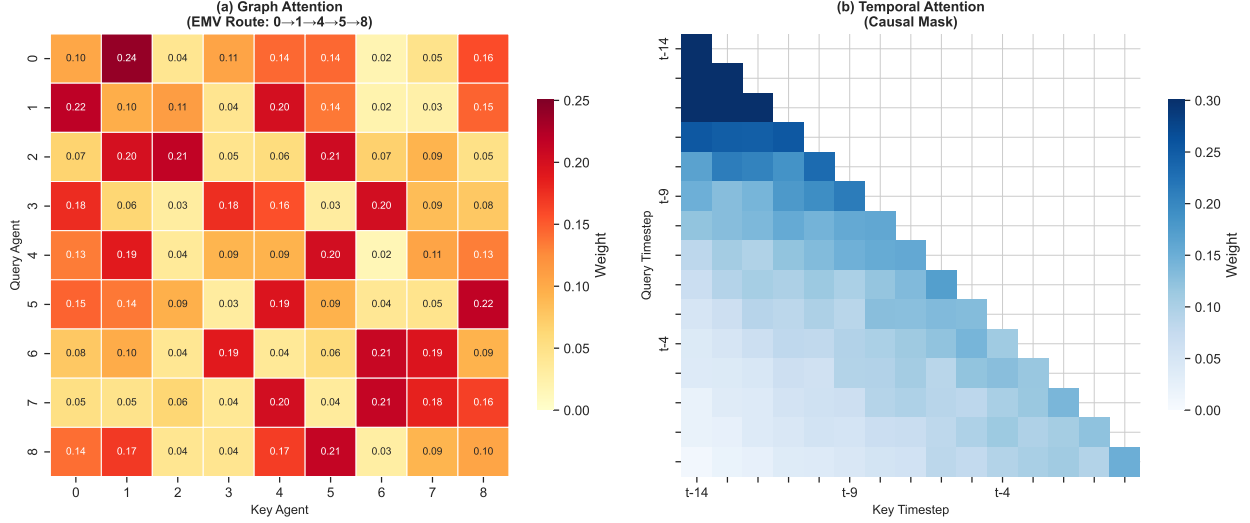 (a) Graph Attention
(EMV Route: 0→1→4→5→8)
0 0.10 0.24 0.04 0.11 0.14 0.14 0.02 0.05 0.16
1 0.22 0.10 0.11 0.04 0.20 0.14 0.02 0.03 0.15
2 0.07 0.20 0.21 0.05 0.06 0.21 0.07 0.09 0.05
3 0.18 0.06 0.03 0.18 0.16 0.03 0.20 0.09 0.08
4 0.13 0.19 0.04 0.09 0.09 0.20 0.02 0.11 0.13
5 0.15 0.14 0.09 0.03 0.19 0.09 0.04 0.05 0.22
6 0.08 0.10 0.04 0.19 0.04 0.06 0.21 0.19 0.09
7 0.05 0.05 0.06 0.04 0.20 0.04 0.21 0.18 0.16
8 0.14 0.17 0.04 0.04 0.17 0.21 0.03 0.09 0.10
0 1 2 3 4 5 6 7 8
Key Agent
Query Agent
0.25
0.20
0.15
0.10
0.05
0.00
Weight
(b) Temporal Attention
(Causal Mask)
t-14
t-9
t-4
Query Timestep
t-14 t-9 t-4
Key Timestep
0.30
0.25
0.20
0.15
0.10
0.05
0.00
Weight